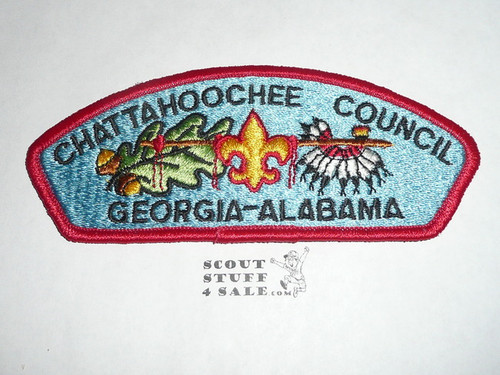 CHATTAHOOCHEE COUNCIL
GEORGIA-ALABAMA
SCOUT
STUFF
4 SALE.COM